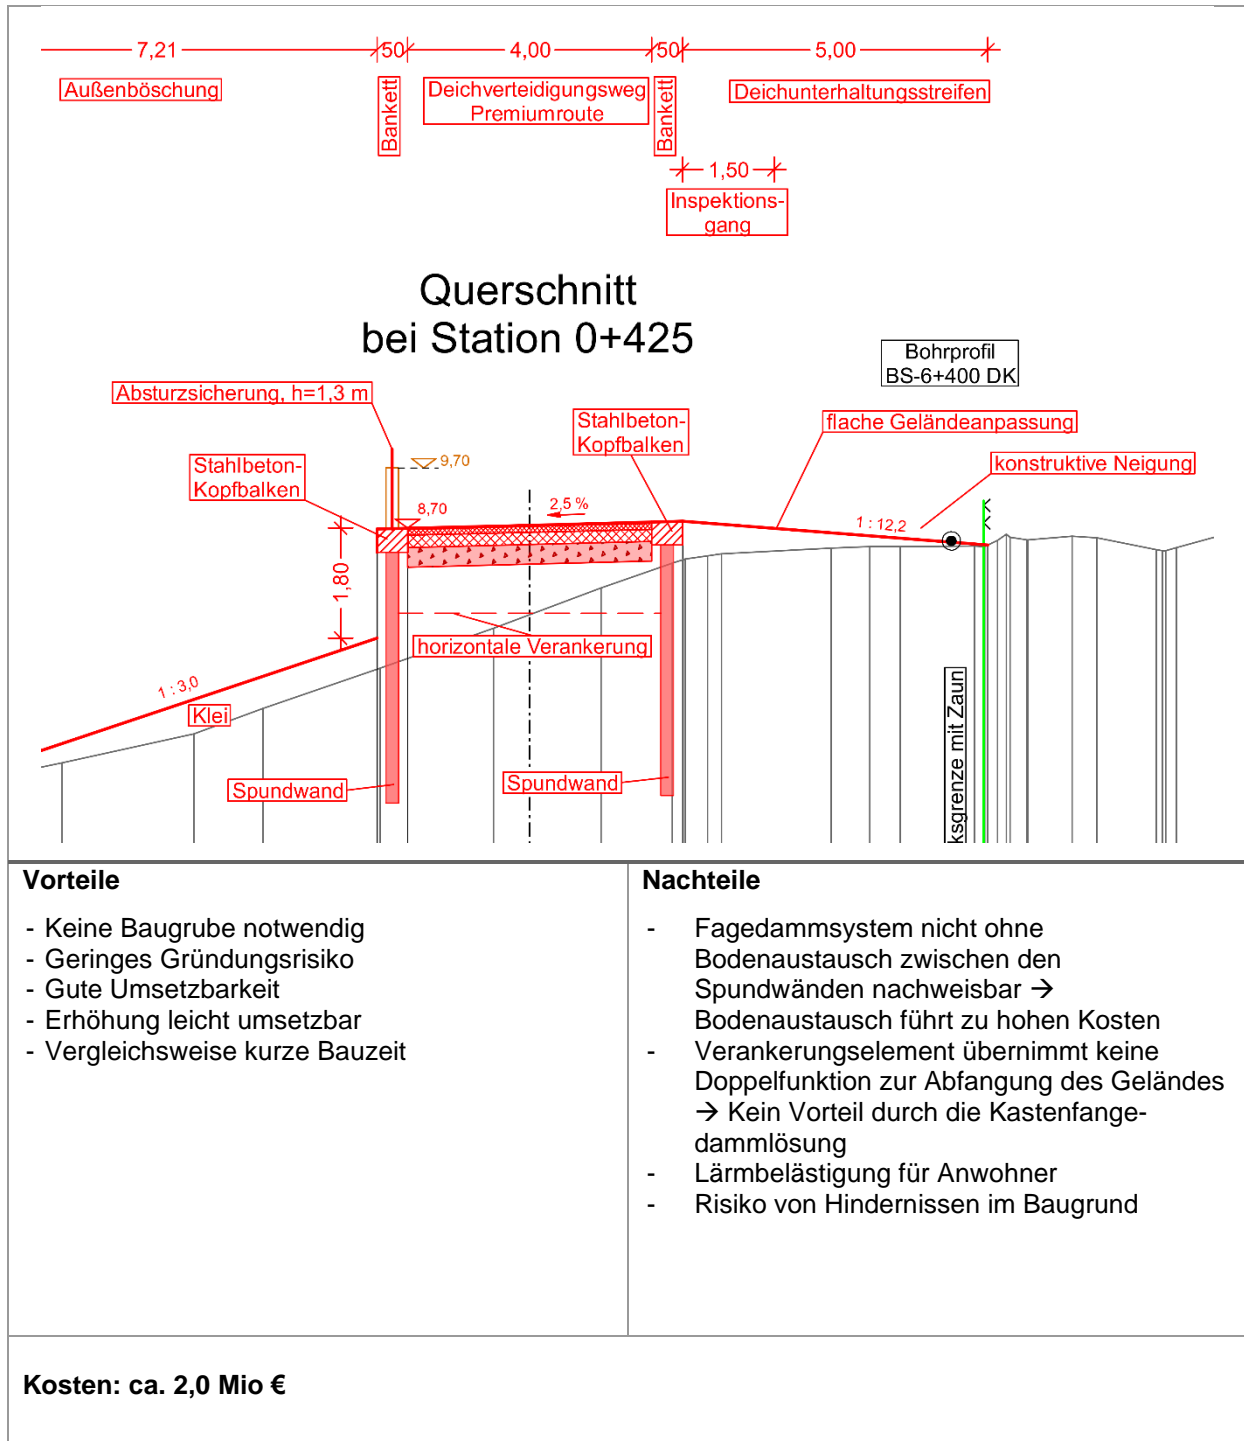 7,21
50
4,00
50
5,00
Außenböschung
Bankett
Deichverteidigungsweg
Premiumroute
Bankett
Deichunterhaltungsstreifen
1,50
Inspektions-
gang
Querschnitt
bei Station 0+425
Bohrprofil
BS-6+400 DK
Absturzsicherung, h=1,3 m
Stahlbeton-
Kopfbalken
flache Geländeanpassung
Stahlbeton-
Kopfbalken
konstruktive Neigung
9,70
8,70
2,5 %
1 : 12,2
1,80
horizontale Verankerung
1 : 3,0
Klei
Spundwand
Spundwand
ksgrenze mit Zaun
Vorteile
- Keine Baugrube notwendig
- Geringes Gründungsrisiko
- Gute Umsetzbarkeit
- Erhöhung leicht umsetzbar
- Vergleichsweise kurze Bauzeit
Nachteile
- Fagedammsystem nicht ohne
Bodenaustausch zwischen den
Spundwänden nachweisbar →
Bodenaustausch führt zu hohen Kosten
- Verankerungselement übernimmt keine
Doppelfunktion zur Abfangung des Geländes
→ Kein Vorteil durch die Kastenfange-
dammlösung
- Lärmbelästigung für Anwohner
- Risiko von Hindernissen im Baugrund
Kosten: ca. 2,0 Mio €